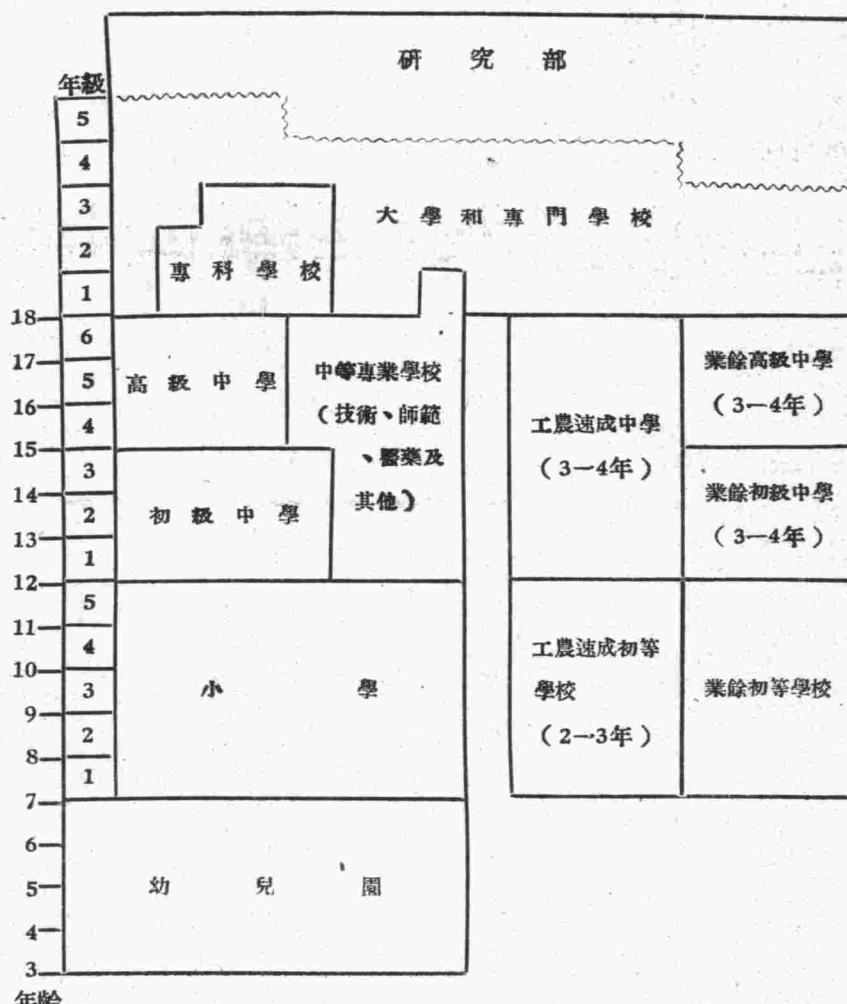 研究部
年級
5
4
3
2
1
大學和專門學校
專科學校
18
17
16
15
14
13
12
11
10
9
8
7
6
5
4
3
年齡
6
5
4
3
2
1
高級中學
中等專業學校
(技術、師範
、醫藥及
其他)
初級中學
工農速成中學
(3—4年)
業餘高級中學
(3—4年)
業餘初級中學
(3—4年)
5
4
3
2
1
小學
工農速成初等
學校
(2—3年)
業餘初等學校
幼兒園